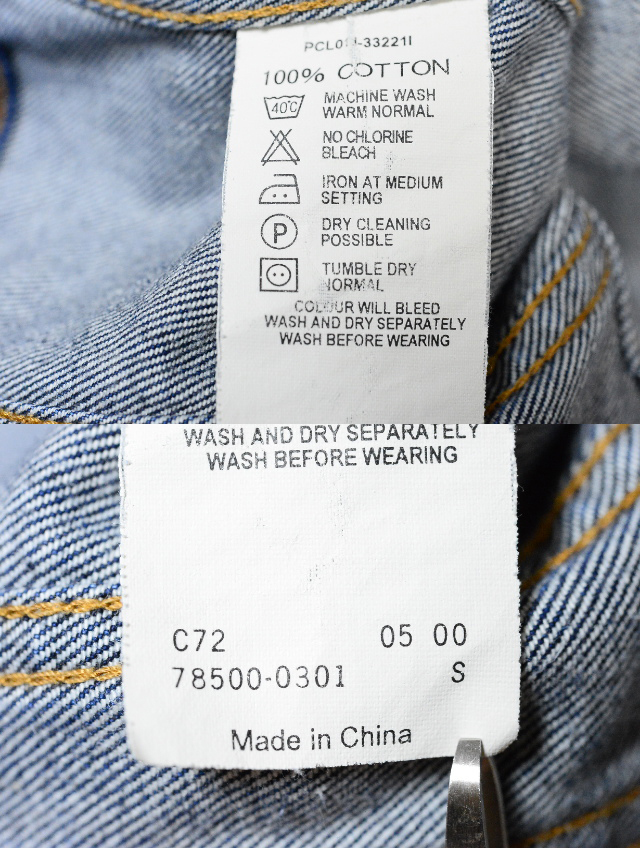 100% COTTON
40°C
MACHINE WASH
WARM NORMAL
NO CHLORINE
BLEACH
IRON AT MEDIUM
SETTING
P
DRY CLEANING
POSSIBLE
TUMBLE DRY
NORMAL
COLOUR WILL BLEED
WASH AND DRY SEPARATELY
WASH BEFORE WEARING
WASH AND DRY SEPARATELY
WASH BEFORE WEARING
C72 05 00
78500-0301 S
Made in China